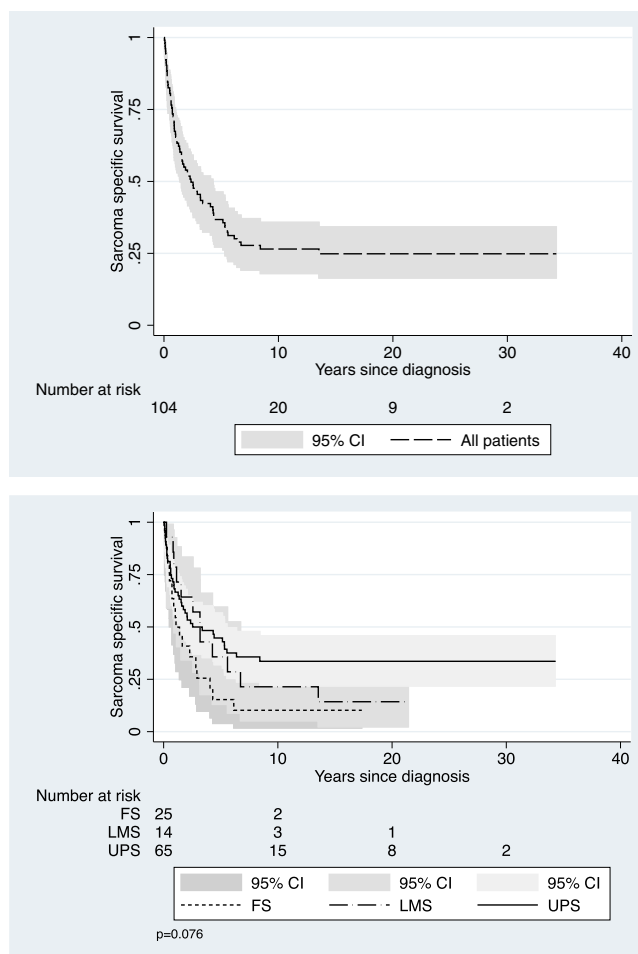 Sarcoma specific survival
1
.75
.5
.25
0
0 10 20 30 40
Years since diagnosis
Number at risk
104 20 9 2
95% CI All patients
Sarcoma specific survival
1
.75
.5
.25
0
0 10 20 30 40
Years since diagnosis
Number at risk
FS 25 2
LMS 14 3 1
UPS 65 15 8 2
95% CI 95% CI 95% CI
FS LMS UPS
p=0.076